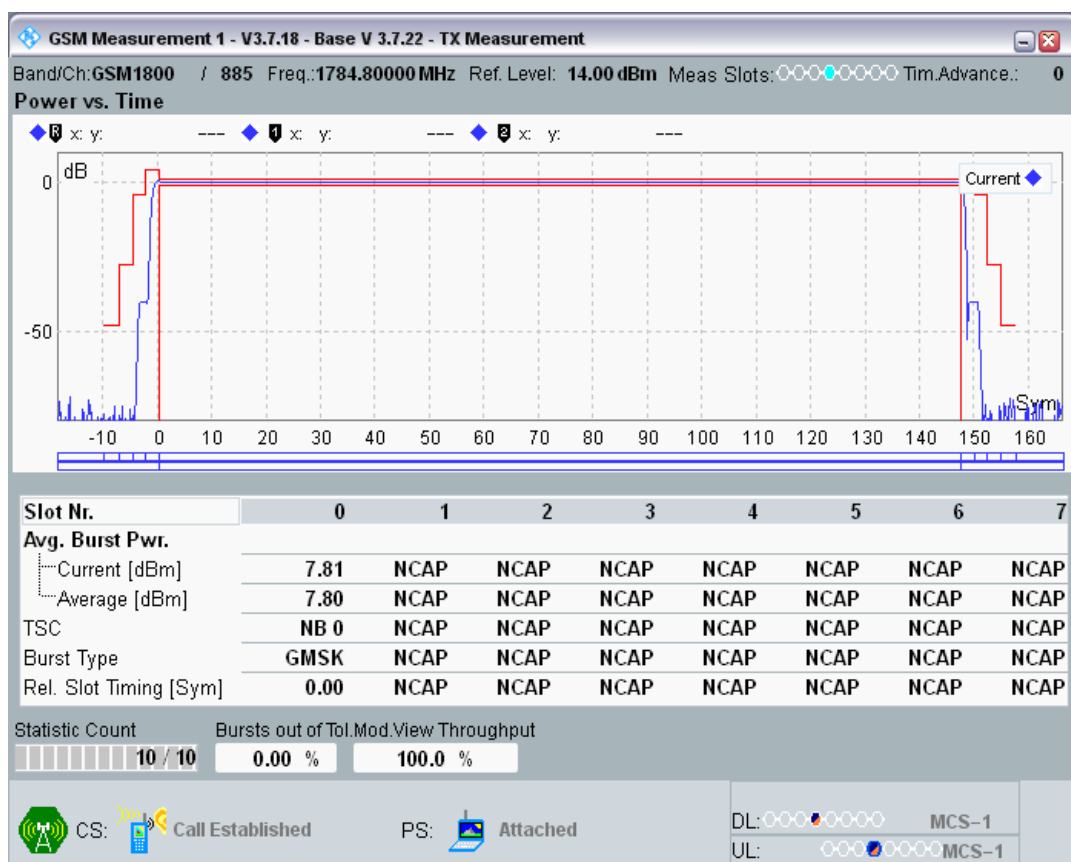 GSM Measurement 1 - V3.7.18 - Base V 3.7.22 - TX Measurement
Band/Ch:GSM1800 / 885 Freq.:1784.80000 MHz Ref. Level: 14.00 dBm Meas Slots: Tim.Advance.: 0
Power vs. Time
R x: y: --- 1 x: y: --- 2 x: y: ---
dB
0
Current
-50
Sym
-10 0 10 20 30 40 50 60 70 80 90 100 110 120 130 140 150 160
Slot Nr. 0 1 2 3 4 5 6 7
Avg. Burst Pwr.
Current [dBm] 7.81 NCAP NCAP NCAP NCAP NCAP NCAP NCAP
Average [dBm] 7.80 NCAP NCAP NCAP NCAP NCAP NCAP NCAP
TSC NB 0 NCAP NCAP NCAP NCAP NCAP NCAP NCAP
Burst Type GMSK NCAP NCAP NCAP NCAP NCAP NCAP NCAP
Rel. Slot Timing [Sym] 0.00 NCAP NCAP NCAP NCAP NCAP NCAP NCAP
Statistic Count Bursts out of Tol.Mod.View Throughput
10 / 10 0.00 % 100.0 %
CS: Call Established PS: Attached DL: MCS-1
UL: MCS-1